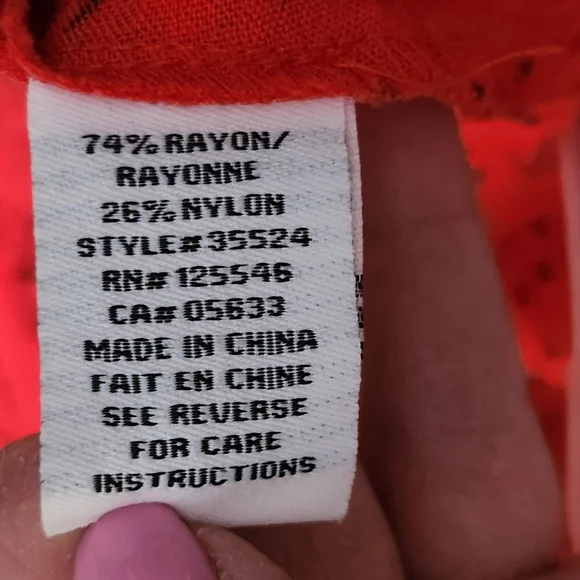 74% RAYON/
RAYONNE
26% NYLON
STYLE# 35524
RN# 125546
CA# 05633
MADE IN CHINA
FAIT EN CHINE
SEE REVERSE
FOR CARE
INSTRUCTIONS